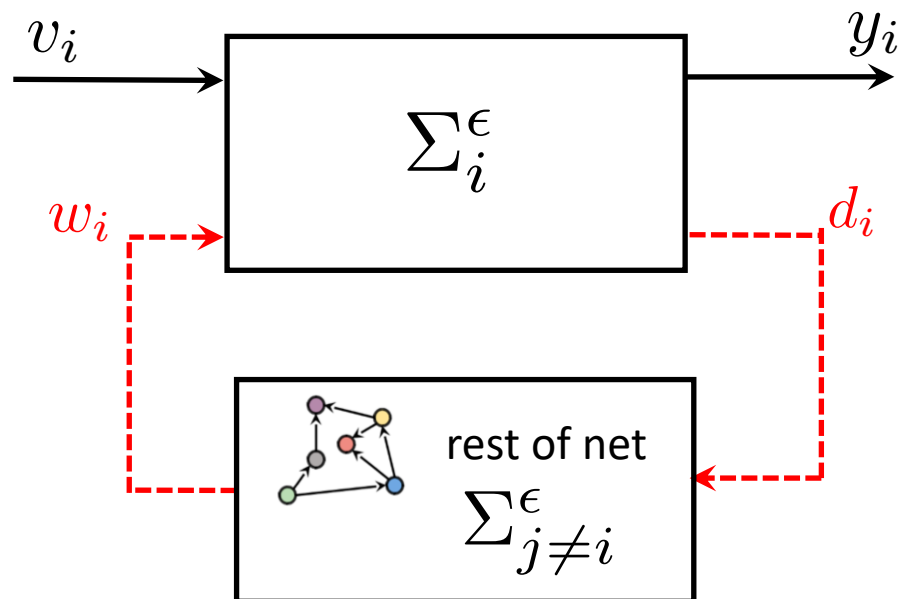 v_i
y_i
Σ_i^ϵ
w_i
d_i
rest of net
Σ_{j≠i}^ϵ